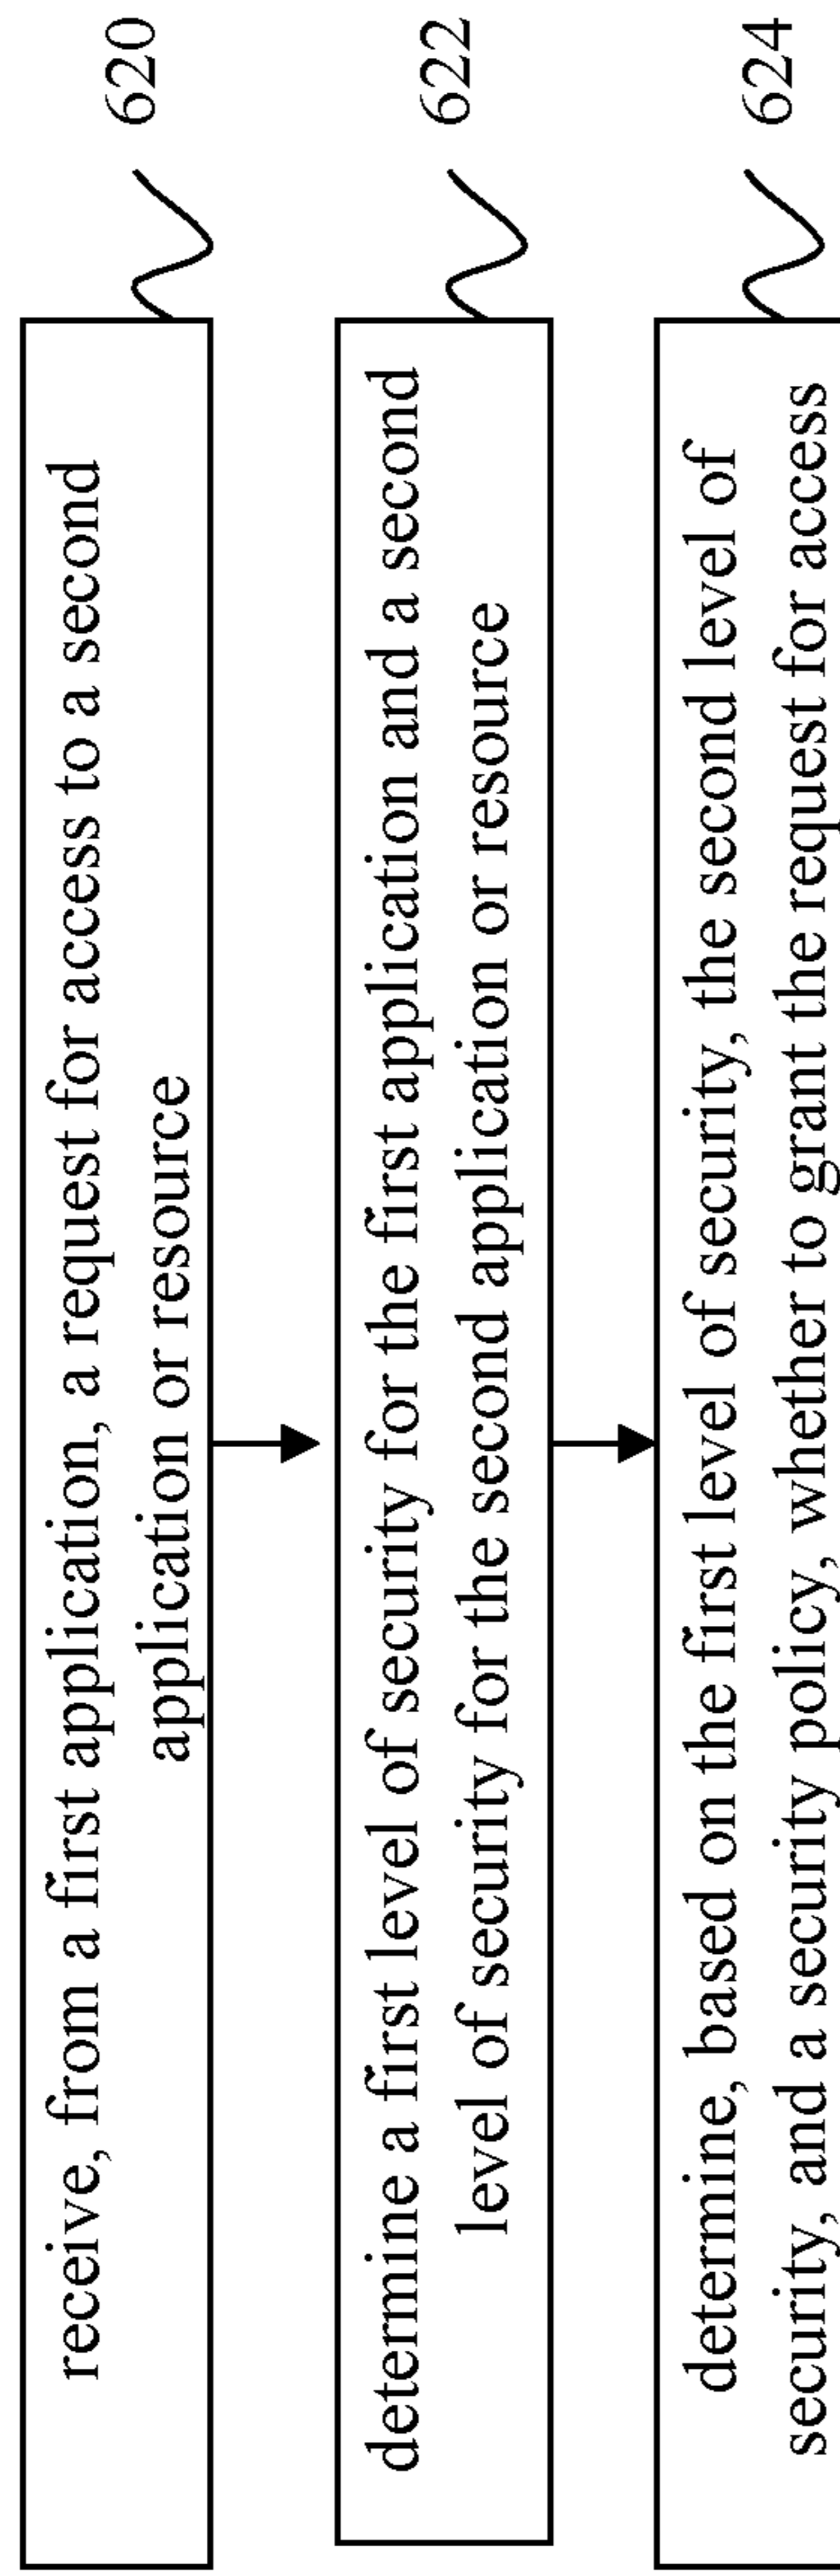 receive, from a first application, a request for access to a second
application or resource
620
determine a first level of security for the first application and a second
level of security for the second application or resource
622
determine, based on the first level of security, the second level of
security, and a security policy, whether to grant the request for access
624